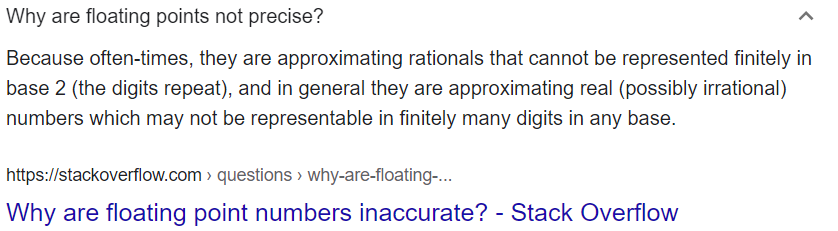 Why are floating points not precise?
Because often-times, they are approximating rationals that cannot be represented finitely in
base 2 (the digits repeat), and in general they are approximating real (possibly irrational)
numbers which may not be representable in finitely many digits in any base.
https://stackoverflow.com › questions › why-are-floating-...
Why are floating point numbers inaccurate? - Stack Overflow